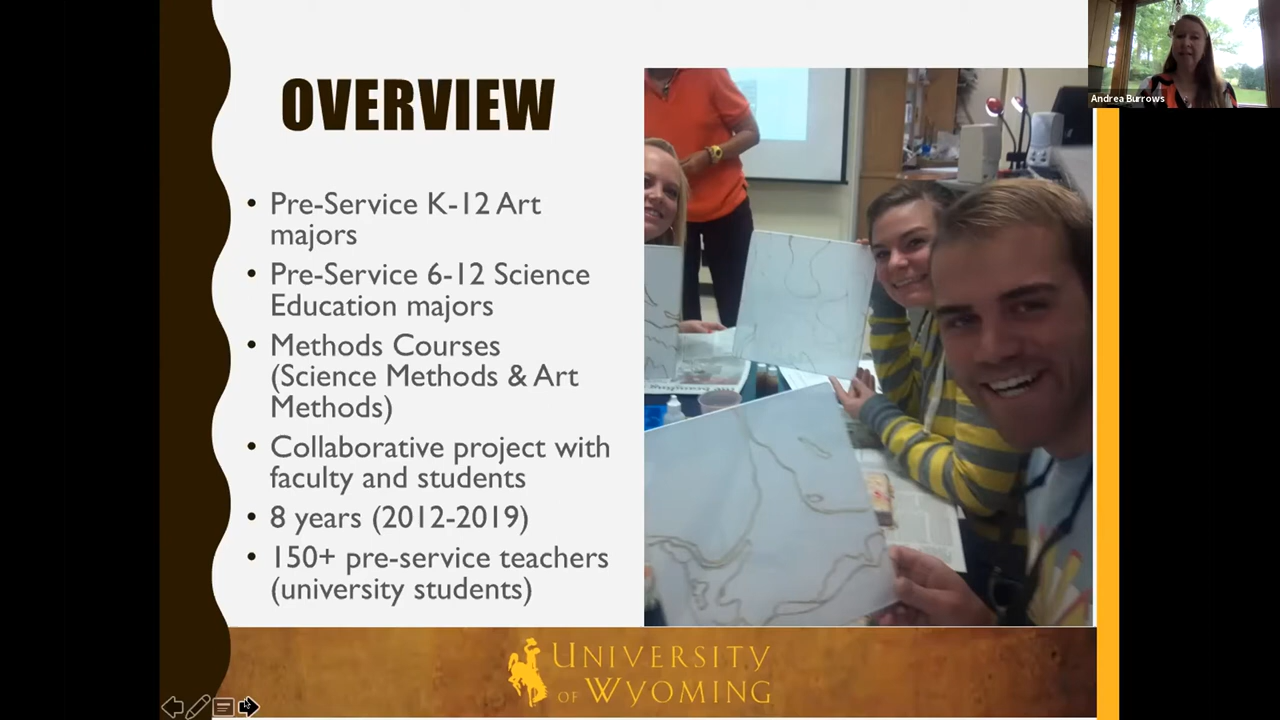 OVERVIEW
• Pre-Service K-12 Art
majors
• Pre-Service 6-12 Science
Education majors
• Methods Courses
(Science Methods & Art
Methods)
• Collaborative project with
faculty and students
• 8 years (2012-2019)
• 150+ pre-service teachers
(university students)
UNIVERSITY
OF WYOMING
Andrea Burrows